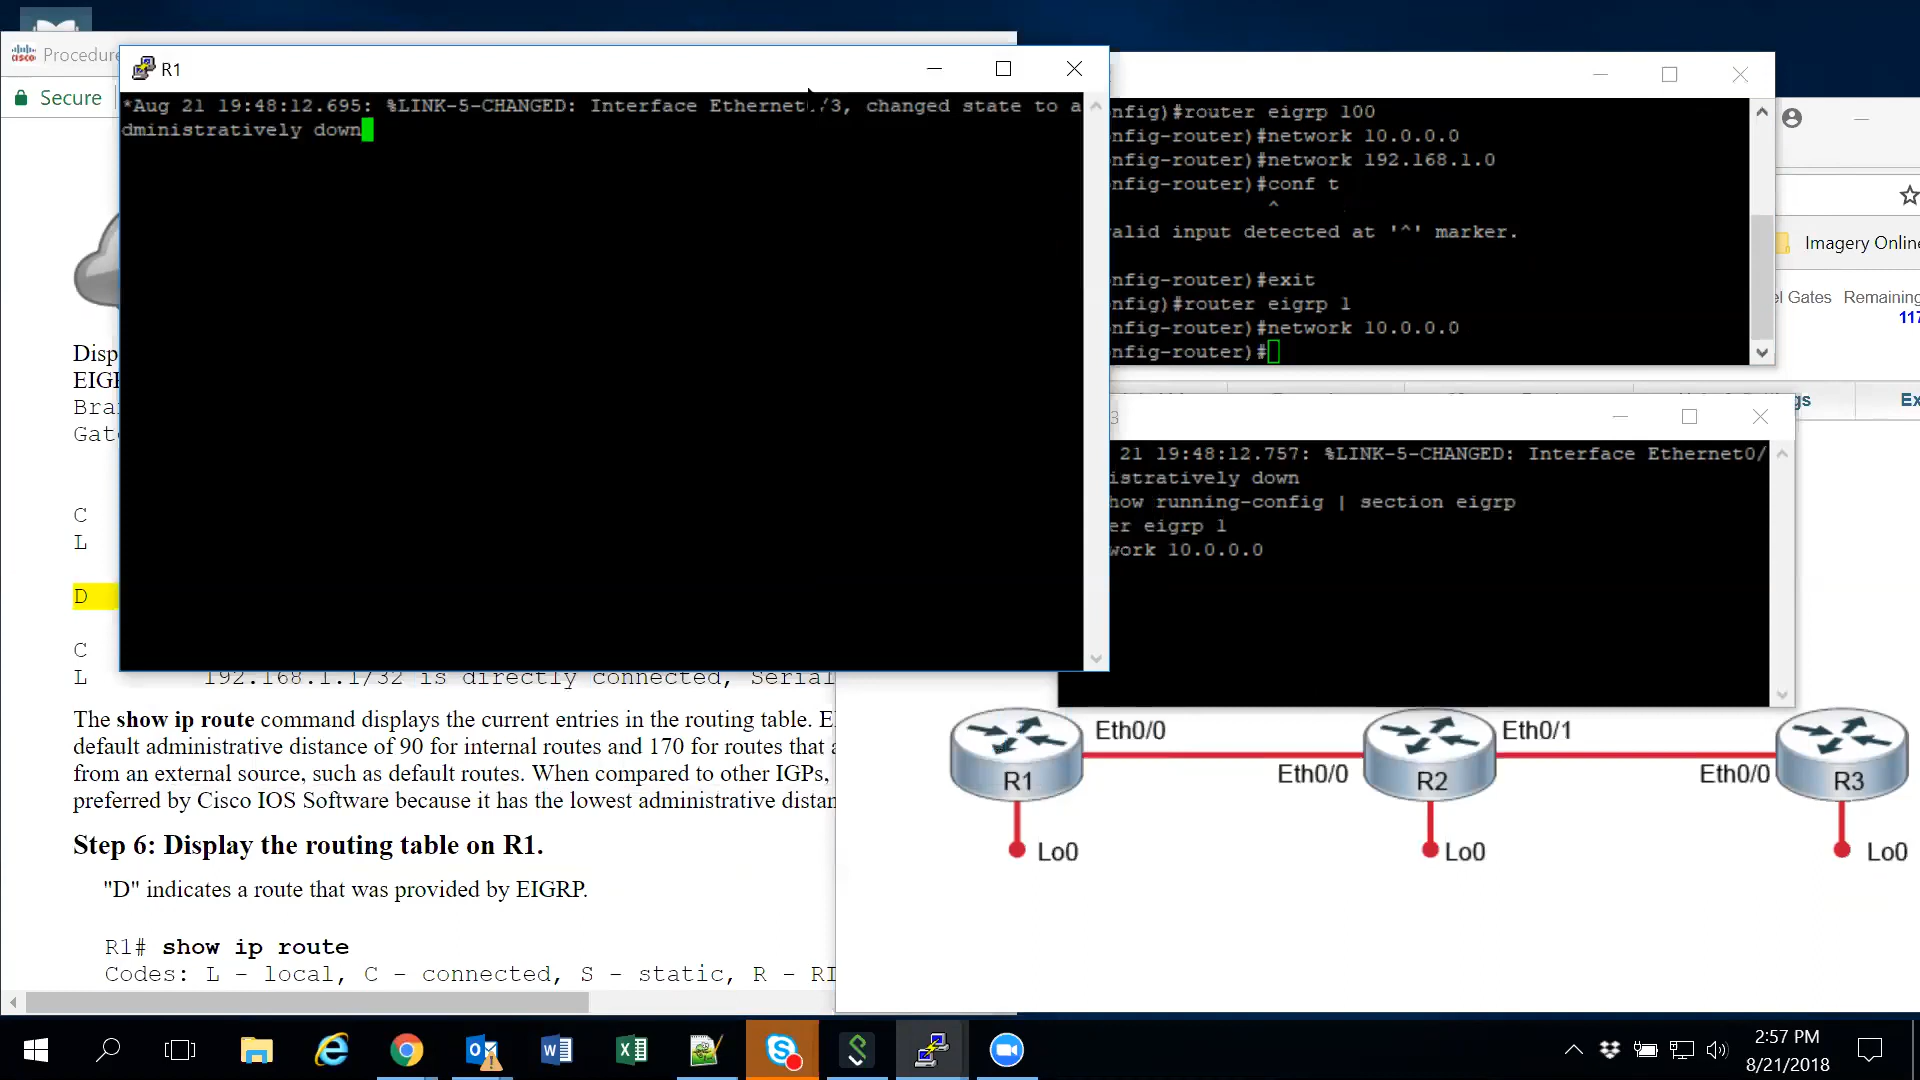 Procedure
Secure
R1
*Aug 21 19:48:12.695: %LINK-5-CHANGED: Interface Ethernet /3, changed state to a
dministratively down
nfig)#router eigrp 100
nfig-router)#network 10.0.0.0
nfig-router)#network 192.168.1.0
nfig-router)#conf t
^
alid input detected at '^' marker.
nfig-router)#exit
nfig)#router eigrp 1
nfig-router)#network 10.0.0.0
nfig-router)#
Imagery Online
el Gates Remaining
117
gs
Ex
3
21 19:48:12.757: %LINK-5-CHANGED: Interface Ethernet0/
istratively down
how running-config | section eigrp
er eigrp 1
work 10.0.0.0
Disp
EIG
Bra
Gat
C
L
D
C
L 192.168.1.1/32 is directly connected, Serial
The show ip route command displays the current entries in the routing table. E
default administrative distance of 90 for internal routes and 170 for routes that a
from an external source, such as default routes. When compared to other IGPs,
preferred by Cisco IOS Software because it has the lowest administrative distan
Step 6: Display the routing table on R1.
"D" indicates a route that was provided by EIGRP.
R1# show ip route
Codes: L - local, C - connected, S - static, R - RI
Eth0/0
Eth0/1
R1
Eth0/0
R2
Eth0/0
R3
Lo0
Lo0
Lo0
2:57 PM
8/21/2018